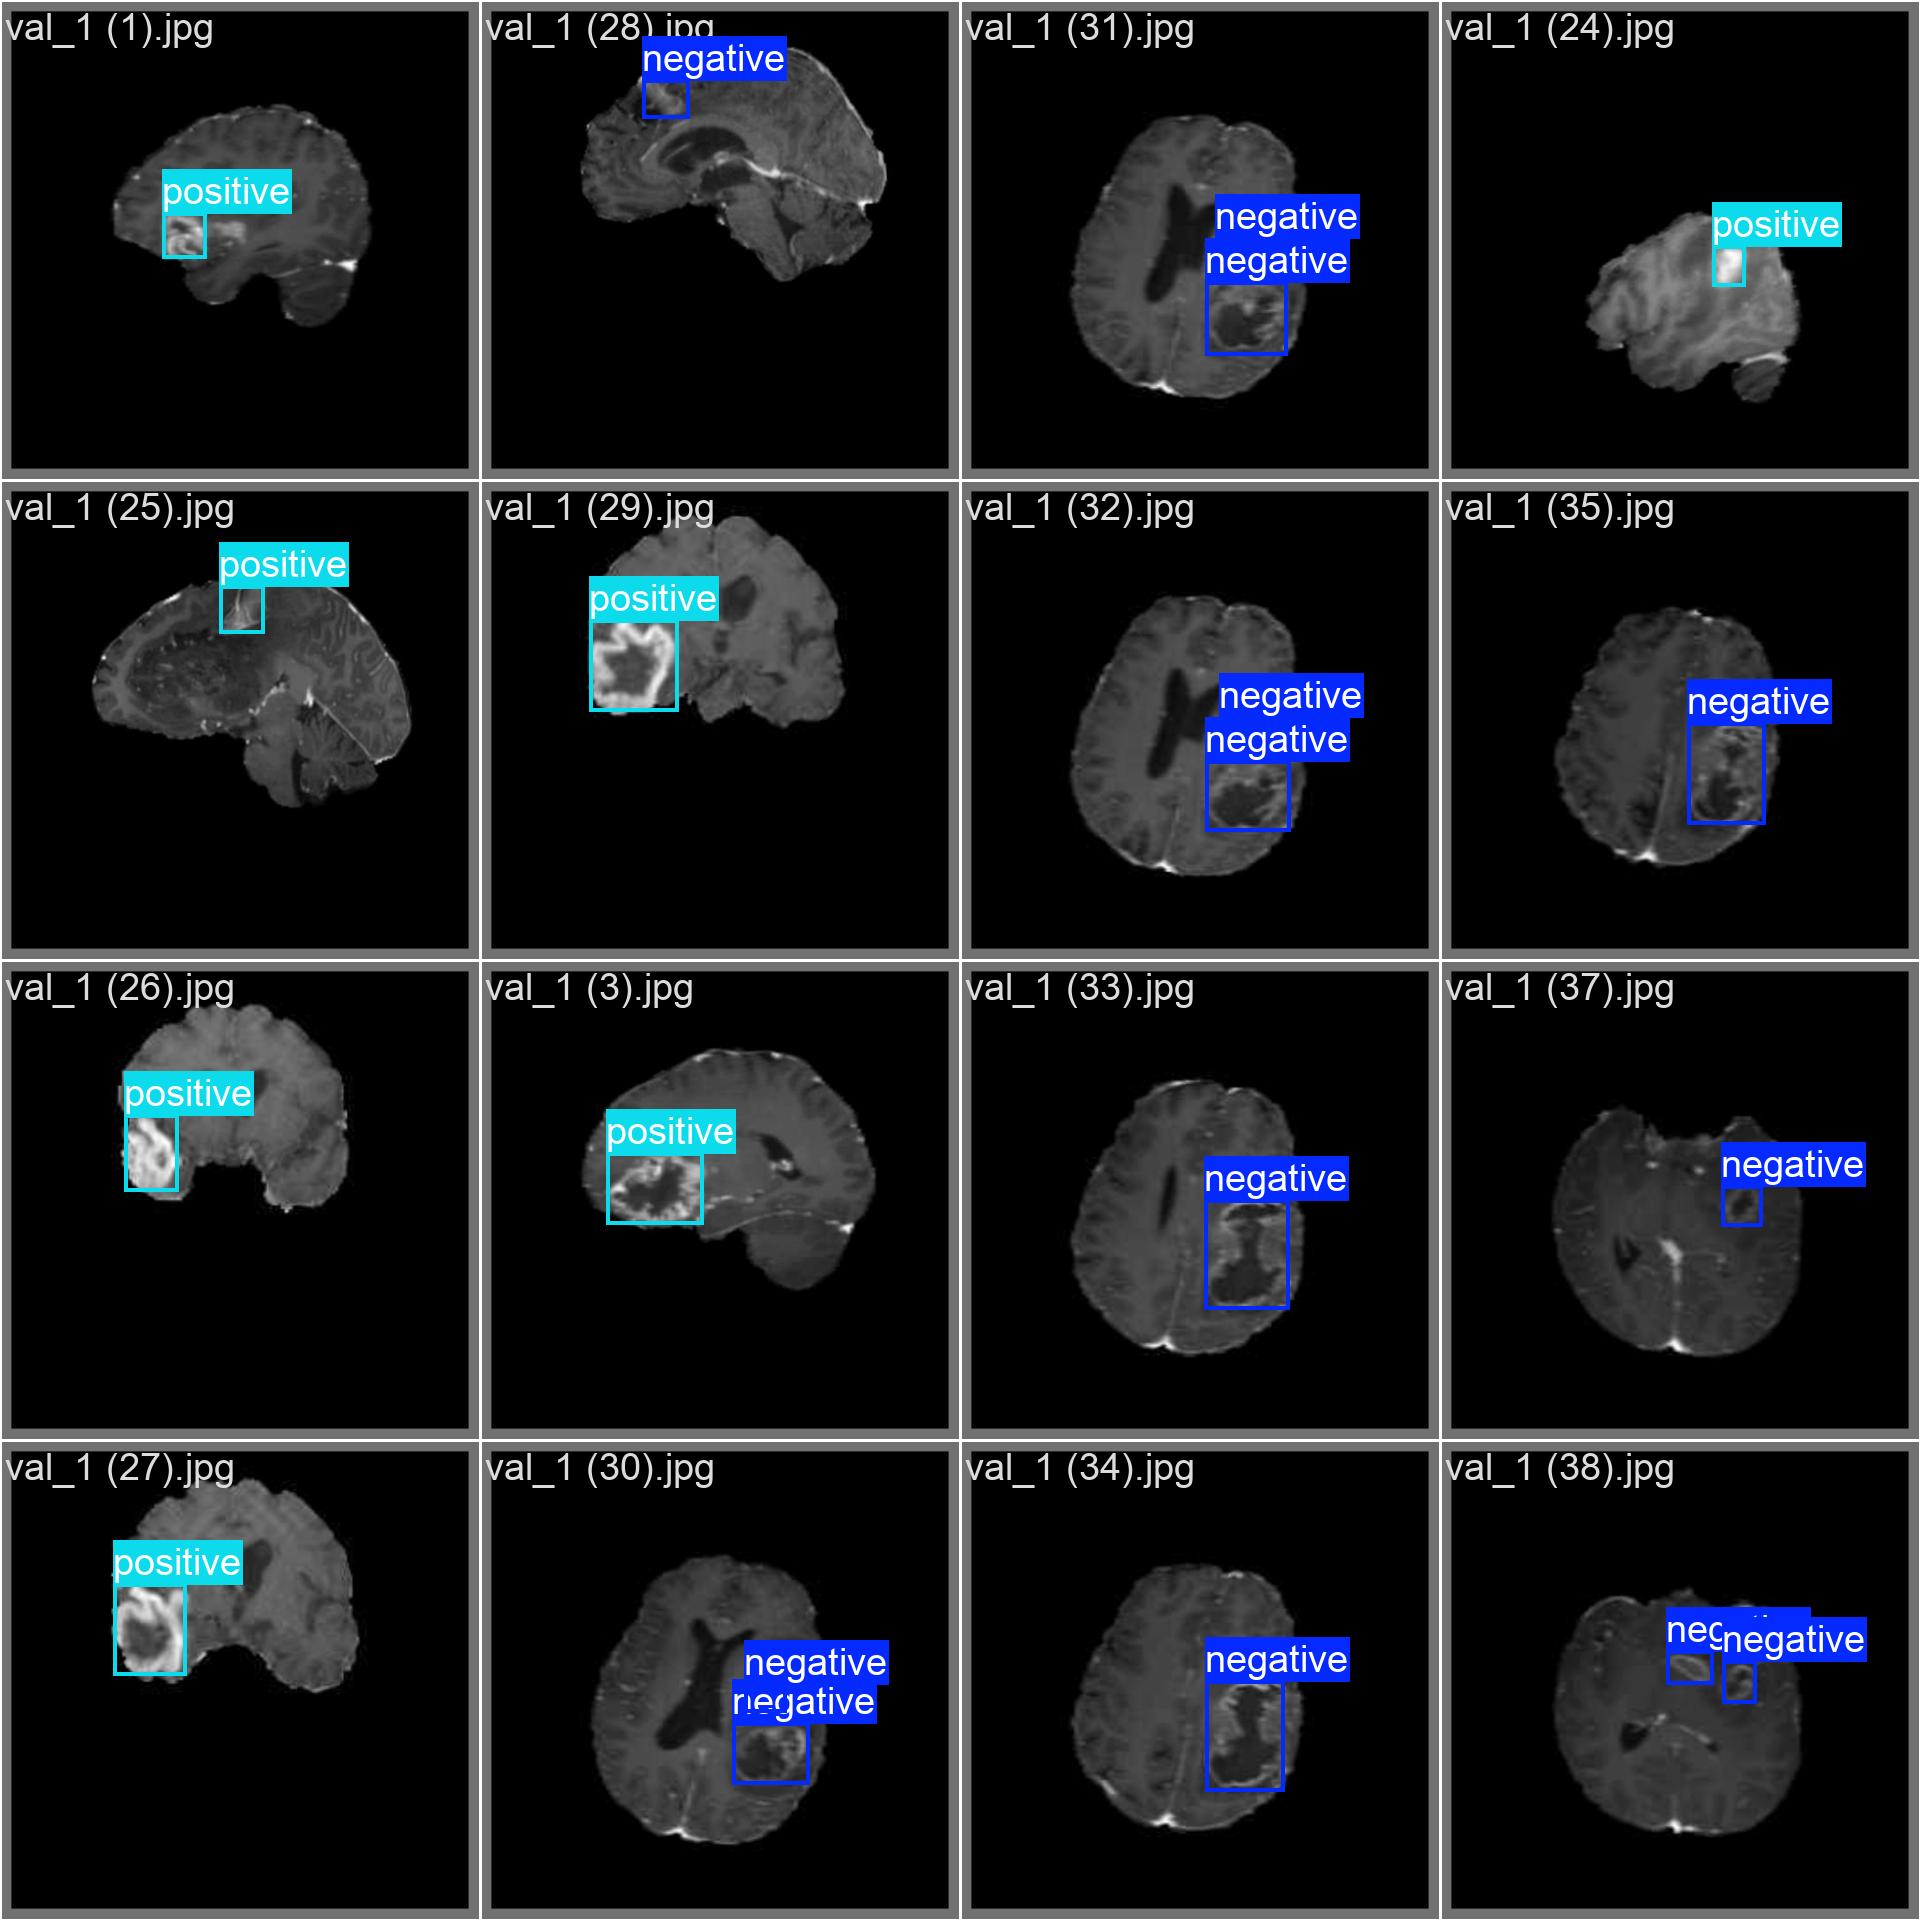 val_1 (1).jpg
positive
val_1 (28).jpg
negative
val_1 (31).jpg
negative
negative
val_1 (24).jpg
positive
val_1 (25).jpg
positive
val_1 (29).jpg
positive
val_1 (32).jpg
negative
negative
val_1 (35).jpg
negative
val_1 (26).jpg
positive
val_1 (3).jpg
positive
val_1 (33).jpg
negative
val_1 (37).jpg
negative
val_1 (27).jpg
positive
val_1 (30).jpg
negative
negative
val_1 (34).jpg
negative
val_1 (38).jpg
negative